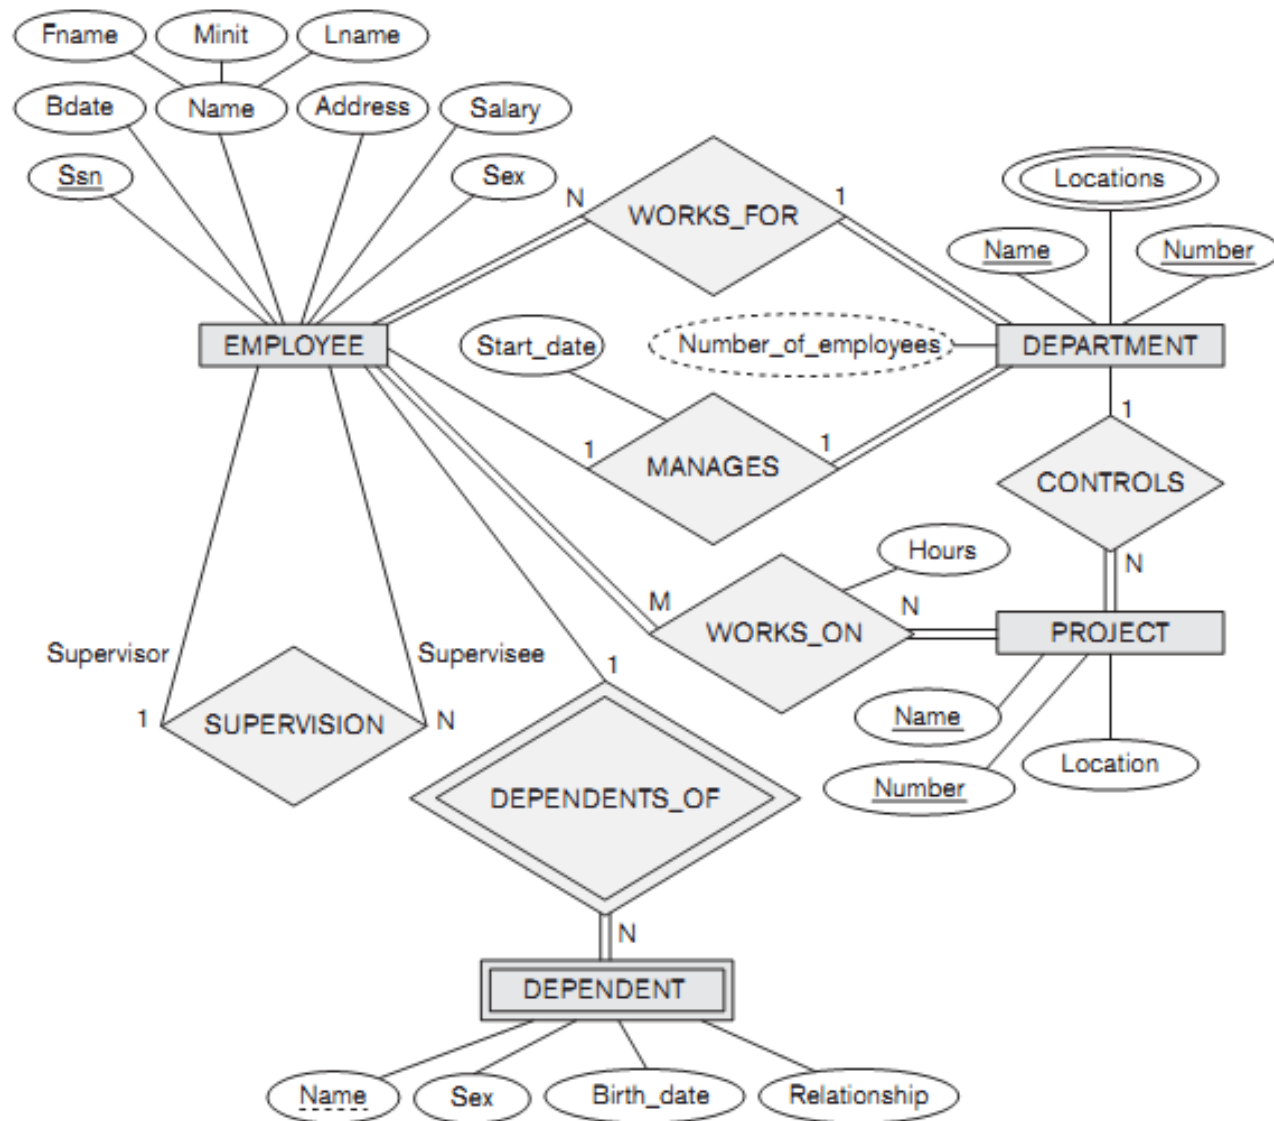 Fname
Minit
Lname
Bdate
Name
Address
Salary
Ssn
Sex
N
WORKS_FOR
1
Locations
Name
Number
EMPLOYEE
Start_date
Number_of_employees
DEPARTMENT
1
MANAGES
1
1
CONTROLS
N
Hours
M
WORKS_ON
N
PROJECT
Supervisor
Supervisee
1
SUPERVISION
N
1
Name
Number
Location
DEPENDENTS_OF
N
DEPENDENT
Name
Sex
Birth_date
Relationship